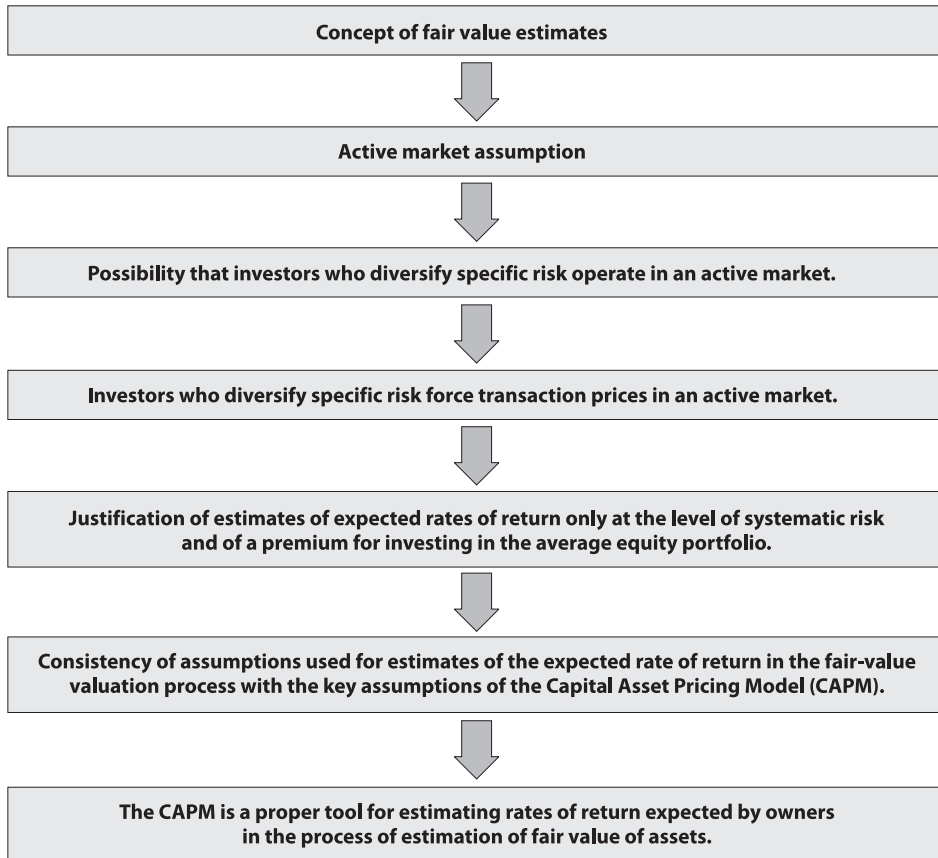 Concept of fair value estimates
Active market assumption
Possibility that investors who diversify specific risk operate in an active market.
Investors who diversify specific risk force transaction prices in an active market.
Justification of estimates of expected rates of return only at the level of systematic risk
and of a premium for investing in the average equity portfolio.
Consistency of assumptions used for estimates of the expected rate of return in the fair-value
valuation process with the key assumptions of the Capital Asset Pricing Model (CAPM).
The CAPM is a proper tool for estimating rates of return expected by owners
in the process of estimation of fair value of assets.